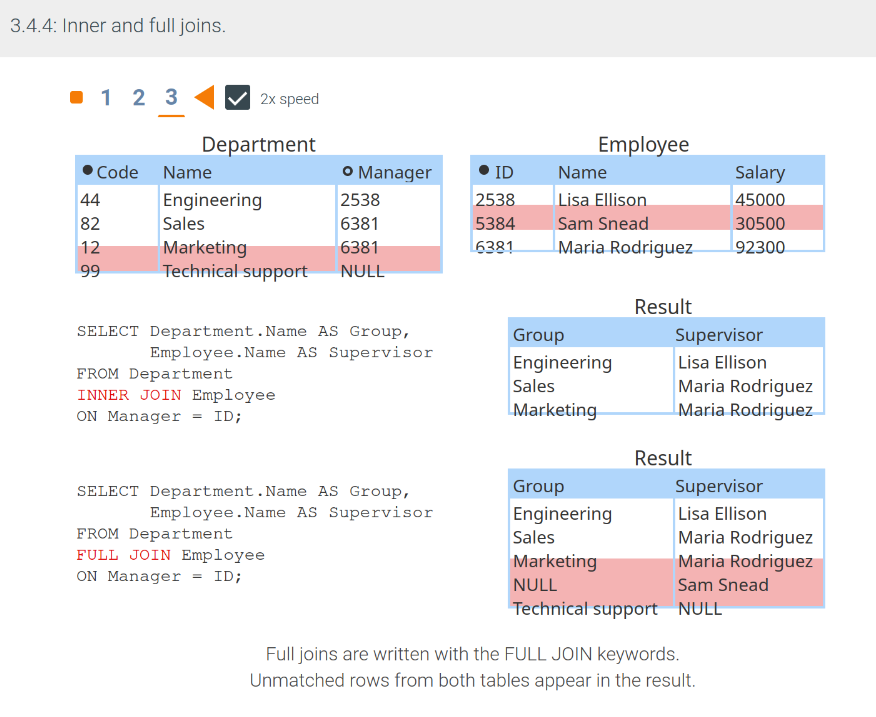 3.4.4: Inner and full joins.
1 2 3 2x speed
Department
Code Name Manager
44 Engineering 2538
82 Sales 6381
12 Marketing 6381
99 Technical support NULL
Employee
ID Name Salary
2538 Lisa Ellison 45000
5384 Sam Snead 30500
6381 Maria Rodriguez 92300
SELECT Department.Name AS Group,
Employee.Name AS Supervisor
FROM Department
INNER JOIN Employee
ON Manager = ID;
Result
Group Supervisor
Engineering Lisa Ellison
Sales Maria Rodriguez
Marketing Maria Rodriguez
SELECT Department.Name AS Group,
Employee.Name AS Supervisor
FROM Department
FULL JOIN Employee
ON Manager = ID;
Result
Group Supervisor
Engineering Lisa Ellison
Sales Maria Rodriguez
Marketing Maria Rodriguez
NULL Sam Snead
Technical support NULL
Full joins are written with the FULL JOIN keywords.
Unmatched rows from both tables appear in the result.